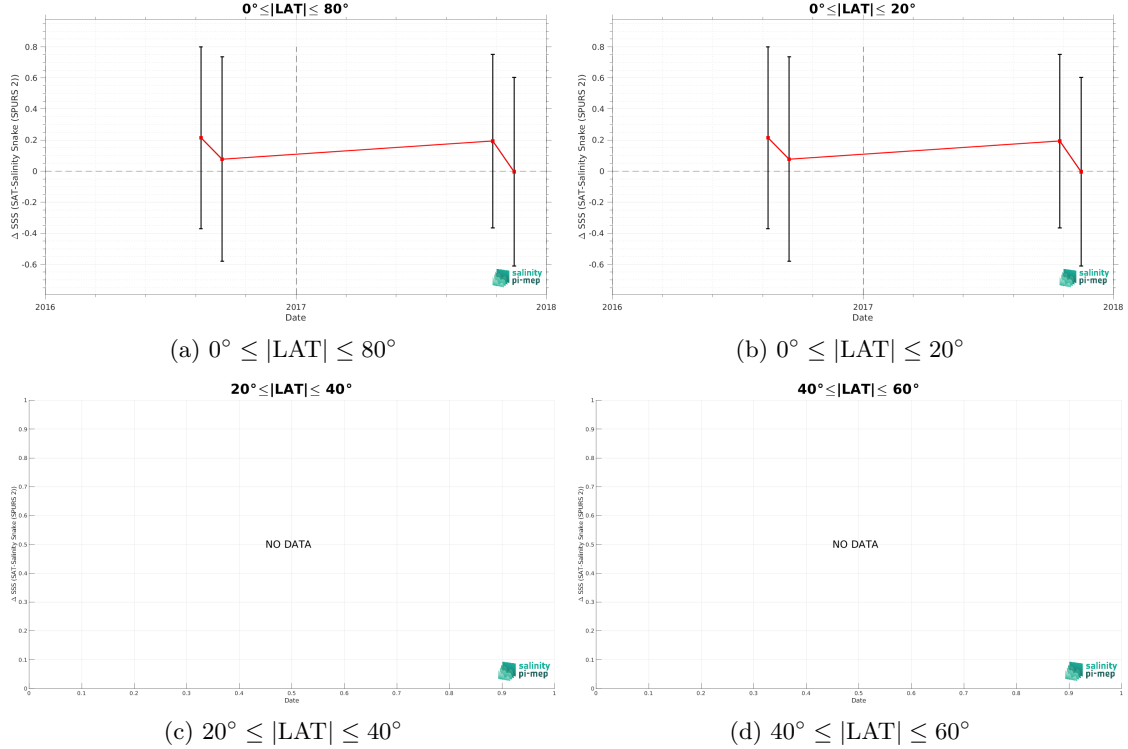 0°≤|LAT|≤ 80°
Δ SSS (SAT-Salinity Snake (SPURS 2))
0.8
0.6
0.4
0.2
0
-0.2
-0.4
-0.6
salinity
pi-mep
2016
2017
2018
Date
(a) 0° ≤ |LAT| ≤ 80°
0°≤|LAT|≤ 20°
Δ SSS (SAT-Salinity Snake (SPURS 2))
0.8
0.6
0.4
0.2
0
-0.2
-0.4
-0.6
salinity
pi-mep
2016
2017
2018
Date
(b) 0° ≤ |LAT| ≤ 20°
20°≤|LAT|≤ 40°
Δ SSS (SAT-Salinity Snake (SPURS 2))
1
0.9
0.8
0.7
0.6
0.5
0.4
0.3
0.2
0.1
0
NO DATA
salinity
pi-mep
0 0.1 0.2 0.3 0.4 0.5 0.6 0.7 0.8 0.9 1
Date
(c) 20° ≤ |LAT| ≤ 40°
40°≤|LAT|≤ 60°
Δ SSS (SAT-Salinity Snake (SPURS 2))
1
0.9
0.8
0.7
0.6
0.5
0.4
0.3
0.2
0.1
0
NO DATA
salinity
pi-mep
0 0.1 0.2 0.3 0.4 0.5 0.6 0.7 0.8 0.9 1
Date
(d) 40° ≤ |LAT| ≤ 60°